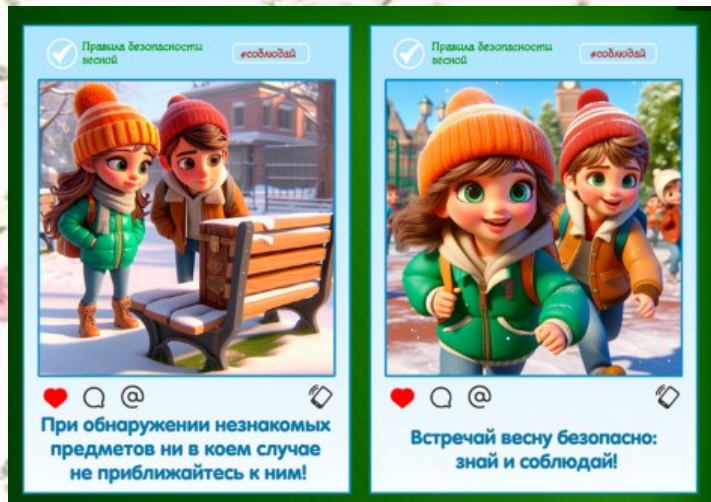 Правила безопасности
весной
#соблюдай
При обнаружении незнакомых
предметов ни в коем случае
не приближайтесь к ним!
Правила безопасности
весной
#соблюдай
Встречай весну безопасно:
знай и соблюдай!